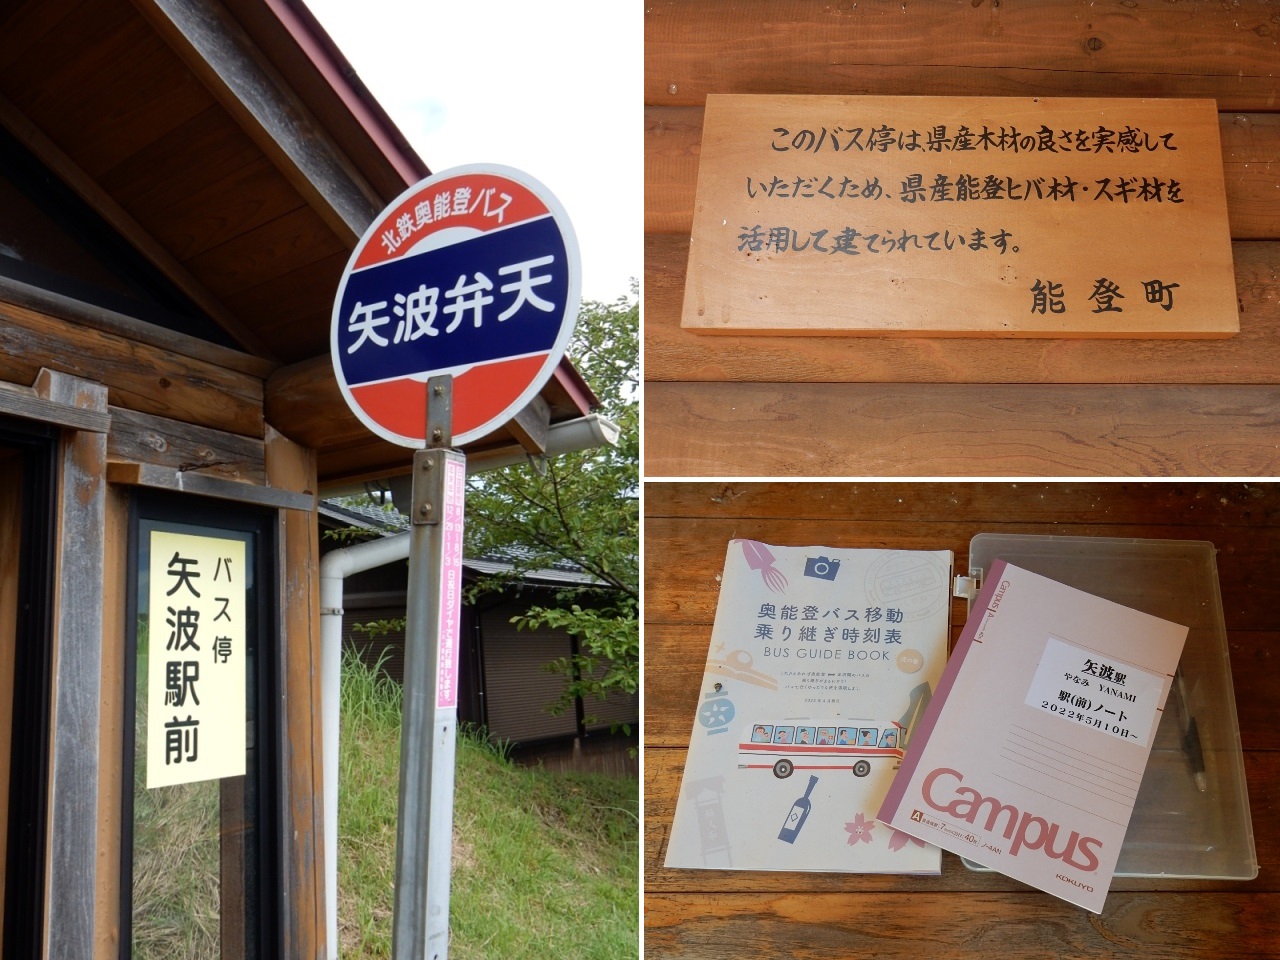 北鉄奥能登バス
矢波弁天
バス停
矢波駅前
このバス停は、県産木材の良さを実感して
いただくため、県産能登ヒバ材・スギ材を
活用して建てられています。
能登町
奥能登バス移動
乗り継ぎ時刻表
BUS GUIDE BOOK
Campus
矢波駅
やなみ YANAMI
駅(前)ノート
2022年5月10日~
Campus
A
KOKUYO